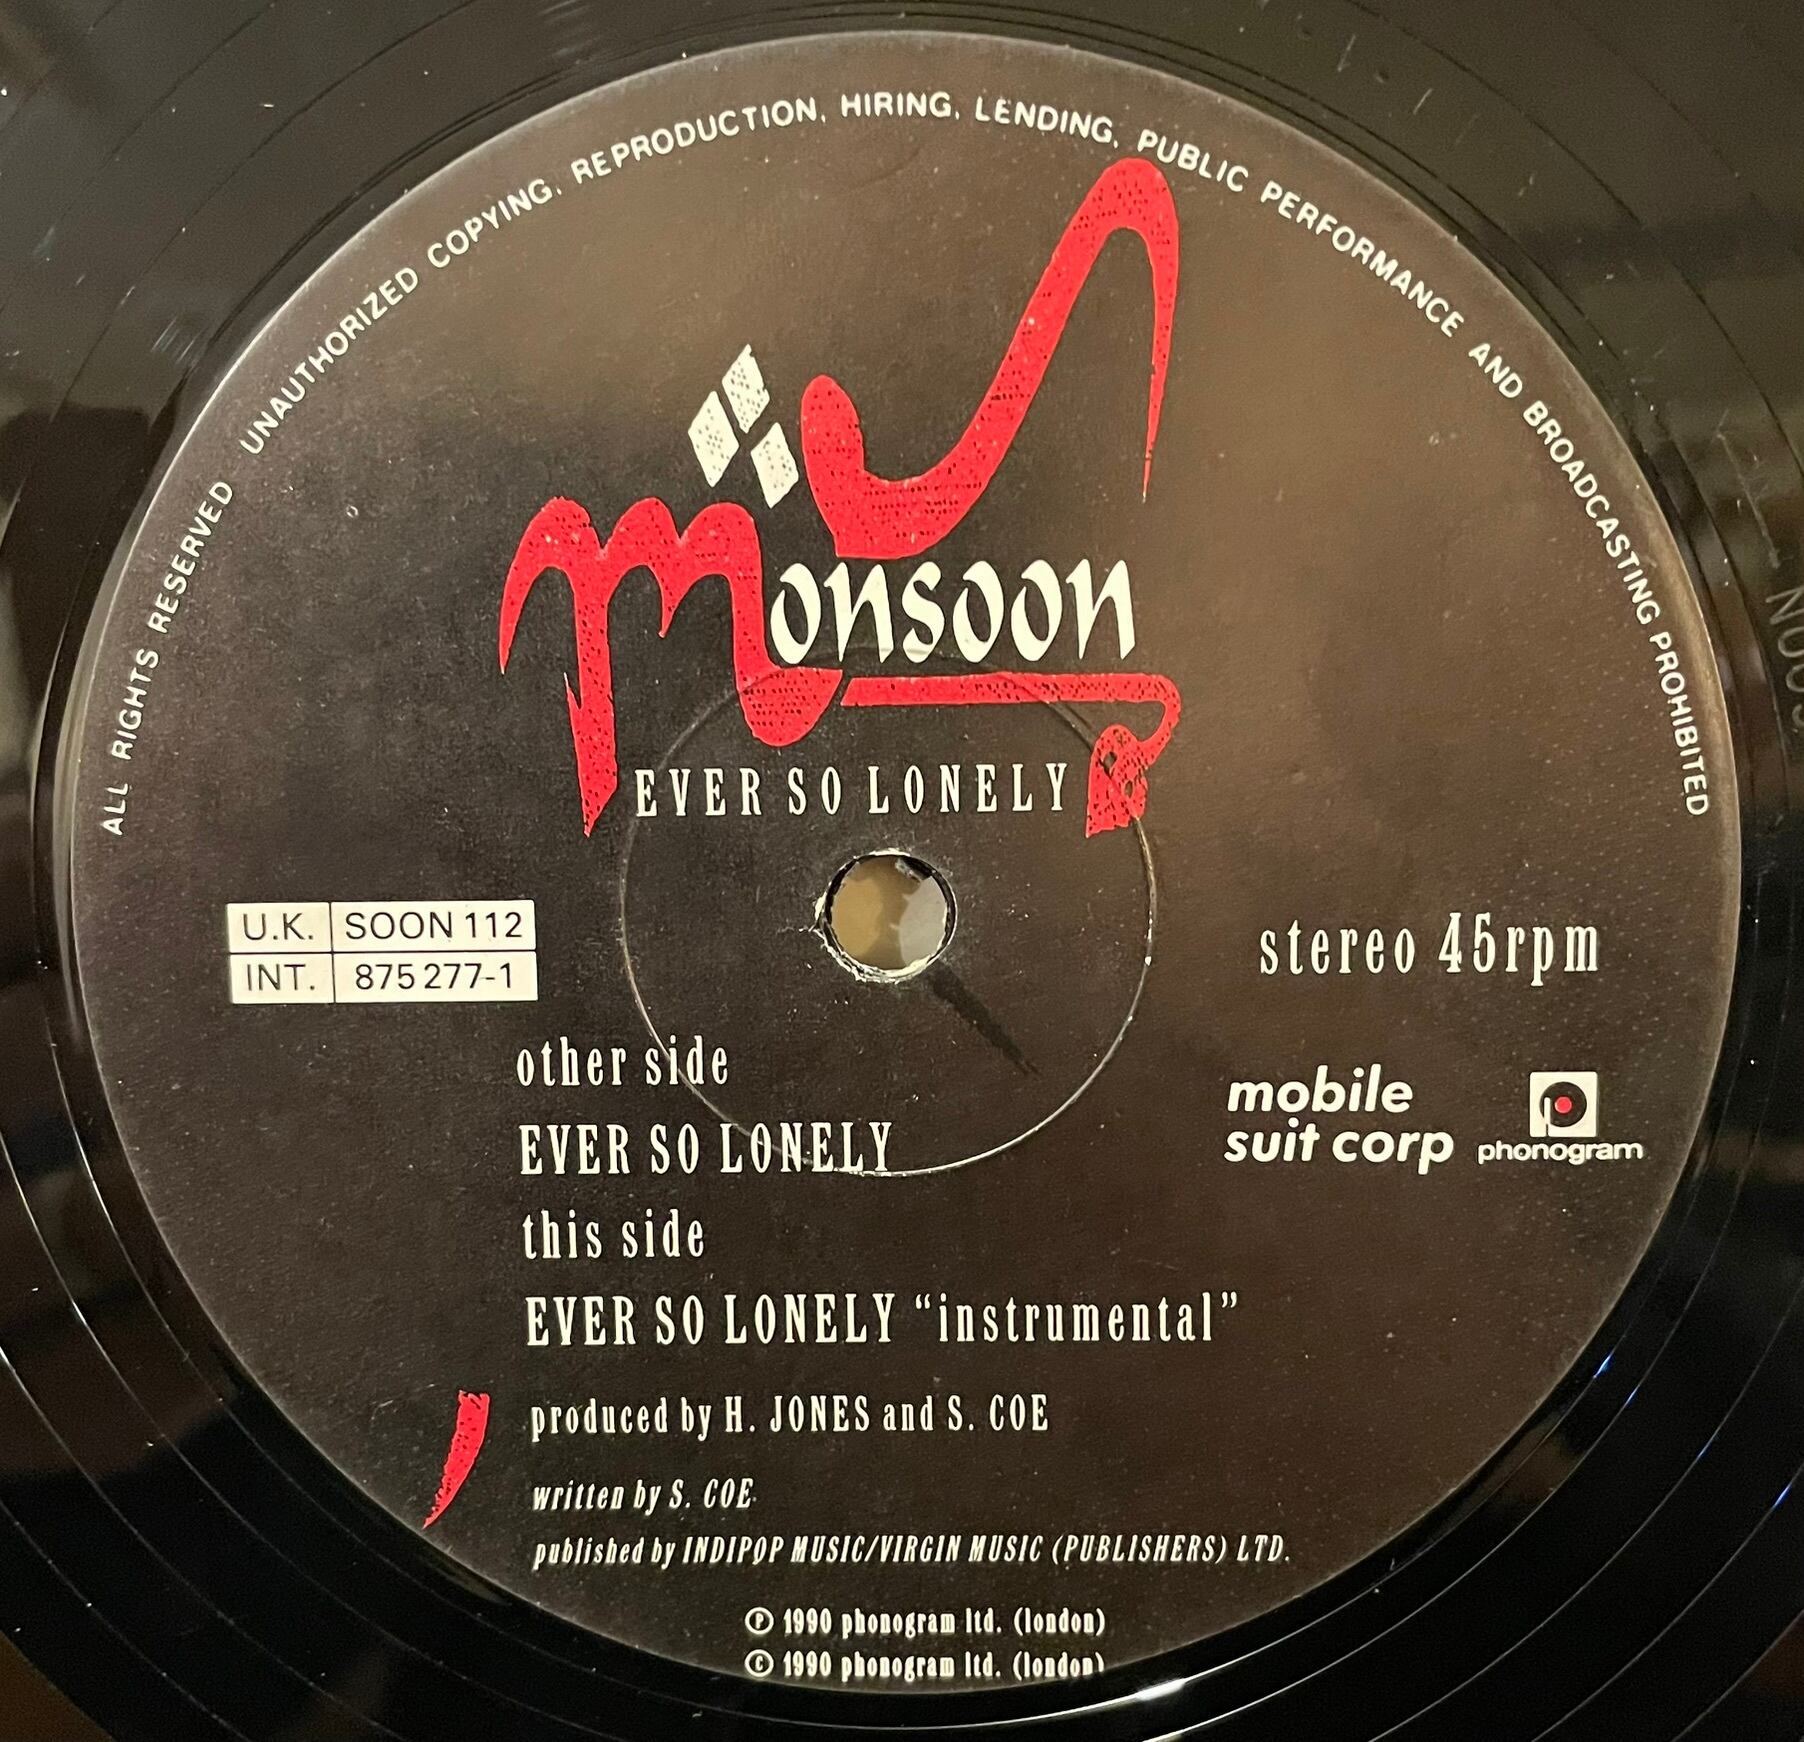 ALL RIGHTS RESERVED UNAUTHORIZED COPYING, REPRODUCTION, HIRING, LENDING, PUBLIC PERFORMANCE AND BROADCASTING PROHIBITED
monsoon
EVER SO LONELY
U.K. SOON 112
INT. 875 277-1
stereo 45rpm
other side
EVER SO LONELY
this side
EVER SO LONELY “instrumental”
mobile
suit corp
phonogram
produced by H. JONES and S. COE
written by S. COE
published by INDIPOP MUSIC/VIRGIN MUSIC (PUBLISHERS) LTD.
Ⓟ 1990 phonogram ltd. (london)
© 1990 phonogram ltd. (london)